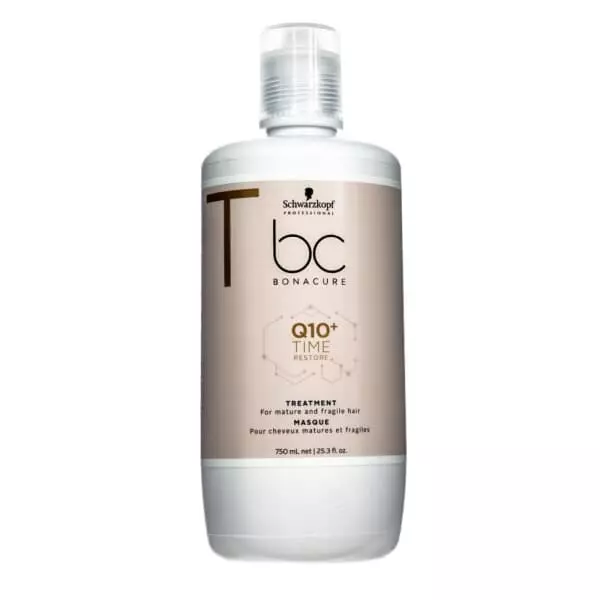 T
Schwarzkopf
PROFESSIONAL
bc
BONACURE
Q10+
TIME
RESTORE
TREATMENT
For mature and fragile hair
MASQUE
Pour cheveux matures et fragiles
750 mL net | 25.3 fl. oz.